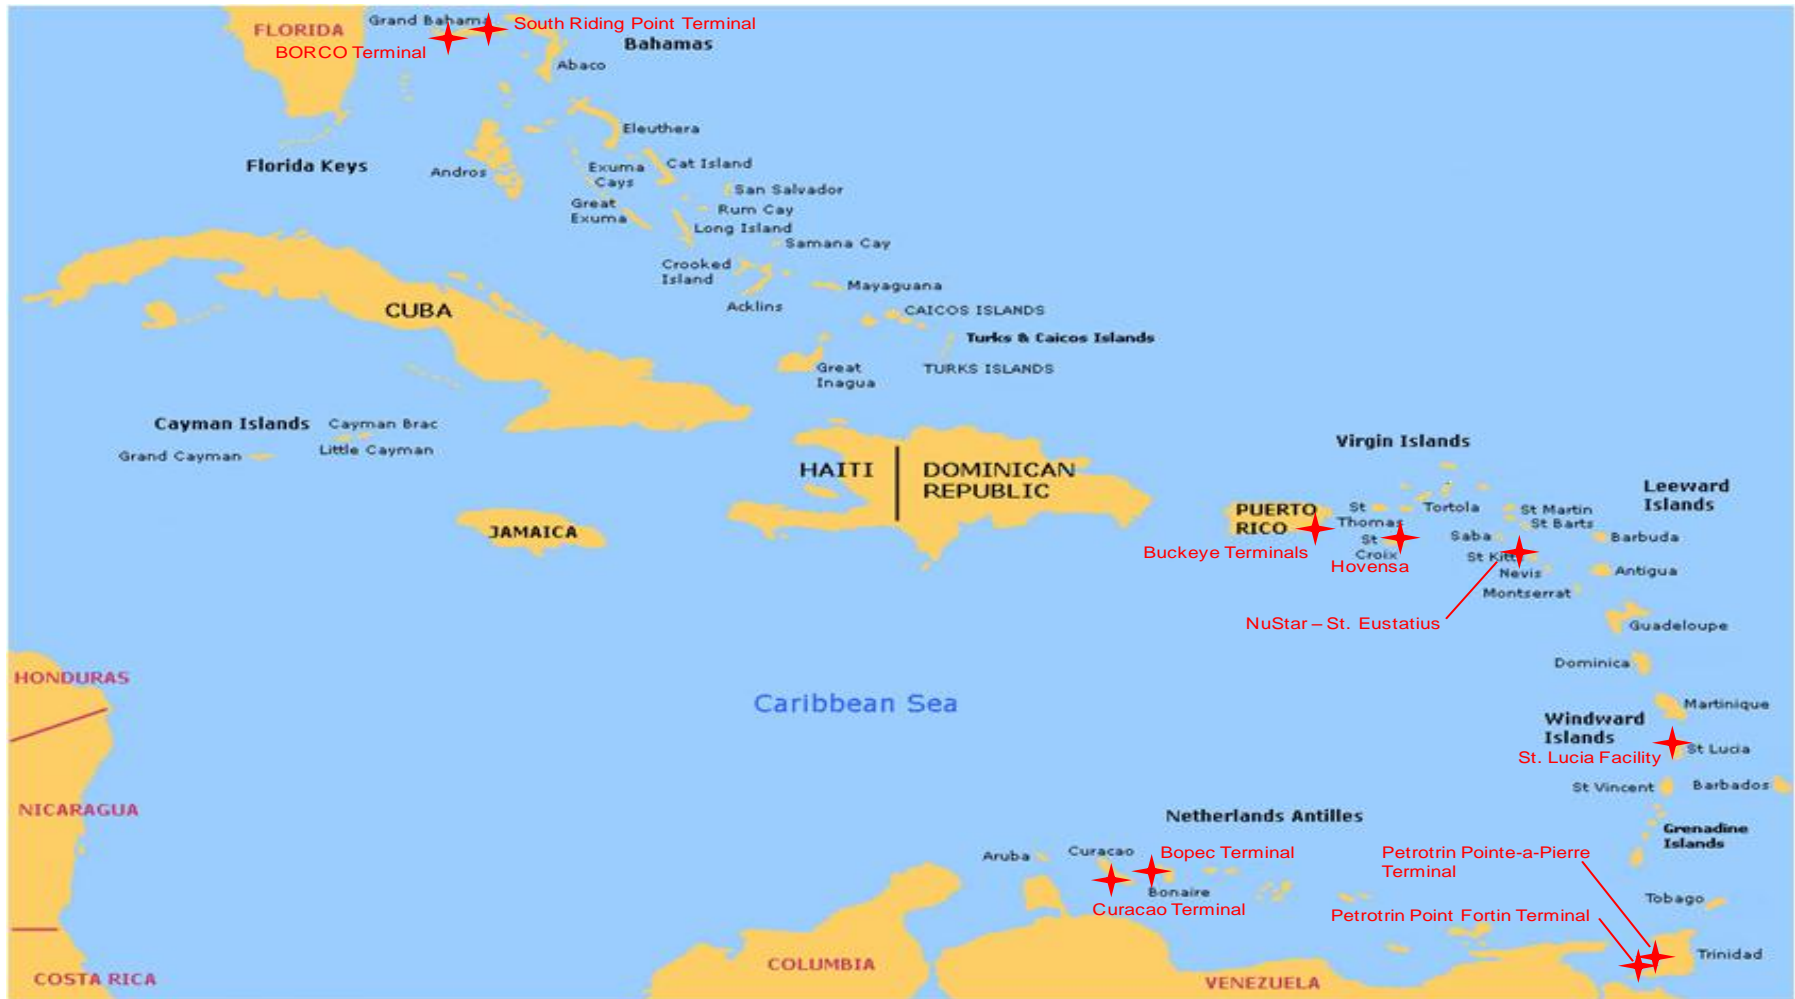 Grand Bahama
South Riding Point Terminal
FLORIDA
BORCO Terminal
Bahamas
Abaco
Eleuthera
Florida Keys
Andros
Exuma
Cays
Cat Island
San Salvador
Great
Exuma
Rum Cay
Long Island
Samana Cay
Crooked
Island
Mayaguana
Acklins
CUBA
CAICOS ISLANDS
Turks & Caicos Islands
Great
Inagua
TURKS ISLANDS
Cayman Islands
Cayman Brac
Grand Cayman
Little Cayman
HAITI
DOMINICAN
REPUBLIC
JAMAICA
Virgin Islands
Leeward
Islands
PUERTO
RICO
St
Thomas
Tortola
St Martin
St Barts
St
Croix
Saba
Barbuda
Buckeye Terminals
Hovensa
St Kitts
Nevis
Antigua
Montserrat
NuStar – St. Eustatius
Guadeloupe
Dominica
HONDURAS
Caribbean Sea
Martinique
Windward
Islands
St. Lucia Facility
St Lucia
St Vincent
Barbados
NICARAGUA
Netherlands Antilles
Grenadine
Islands
Aruba
Curacao
Bopec Terminal
Petrotrin Pointe-a-Pierre
Terminal
Bonaire
Curacao Terminal
Tobago
Petrotrin Point Fortin Terminal
Trinidad
COLUMBIA
VENEZUELA
COSTA RICA